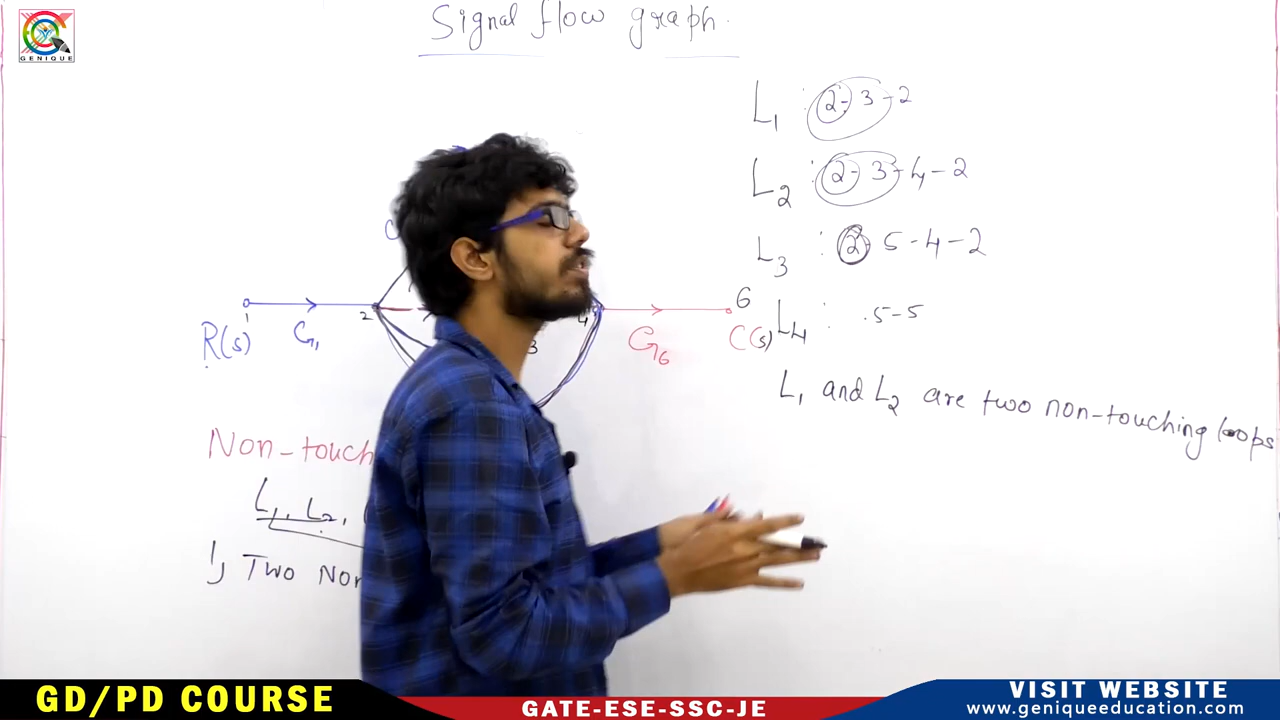 GENIQUE
Signal flow graph.
L1 : 2-3-2
L2 : 2-3-4-2
L3 : 2-5-4-2
L4 : 5-5
L1 and L2 are two non-touching loops
1
2
3
4
6
R(s)
G1
G6
C(s)
Non-touch
L1, L2,
1) Two Non
GD/PD COURSE
GATE-ESE-SSC-JE
VISIT WEBSITE
www.geniqueeducation.com